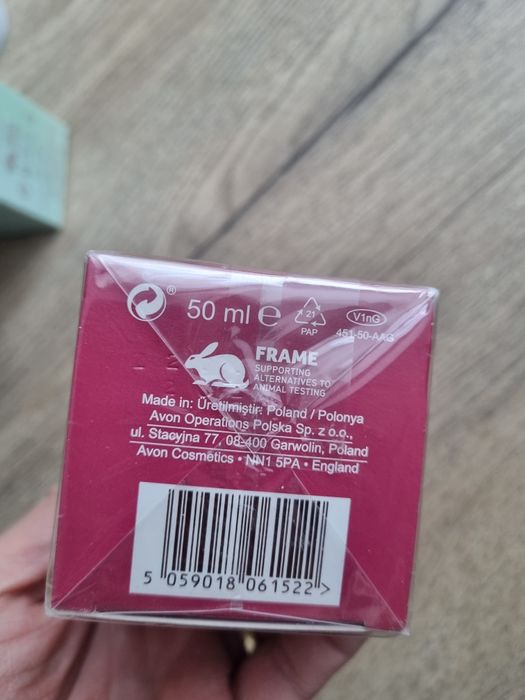 ® 50 ml ℮ 21 PAP V1nG
451-50-AAG
FRAME
SUPPORTING
ALTERNATIVES TO
ANIMAL TESTING
Made in: Üretilmiştir: Poland / Polonya
Avon Operations Polska Sp. z o.o.,
ul. Stacyjna 77, 08-400 Garwolin, Poland
Avon Cosmetics • NN1 5PA • England
5 059018 061522 >